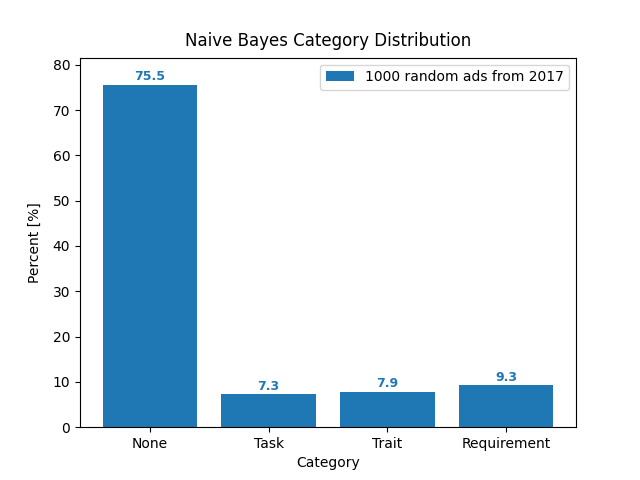 Naive Bayes Category Distribution
1000 random ads from 2017
Percent [%]
80
70
60
50
40
30
20
10
0
75.5
7.3
7.9
9.3
None
Task
Trait
Requirement
Category